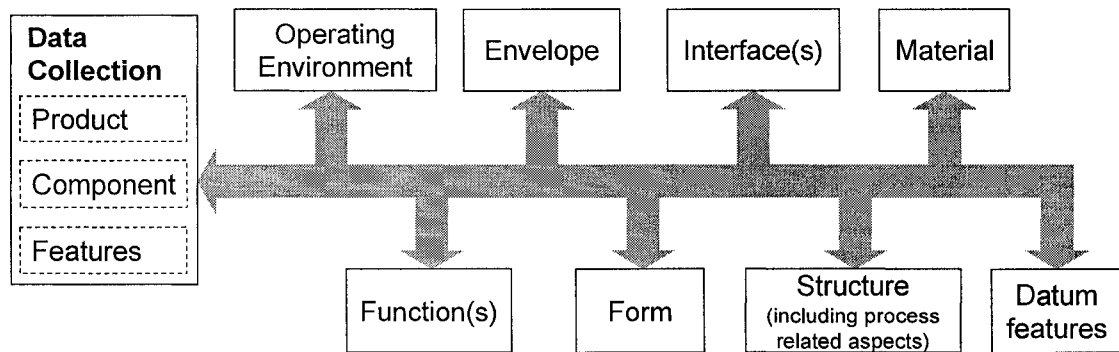 Data
Collection
Product
Component
Features
Operating
Environment
Envelope
Interface(s)
Material
Function(s)
Form
Structure
(including process
related aspects)
Datum
features